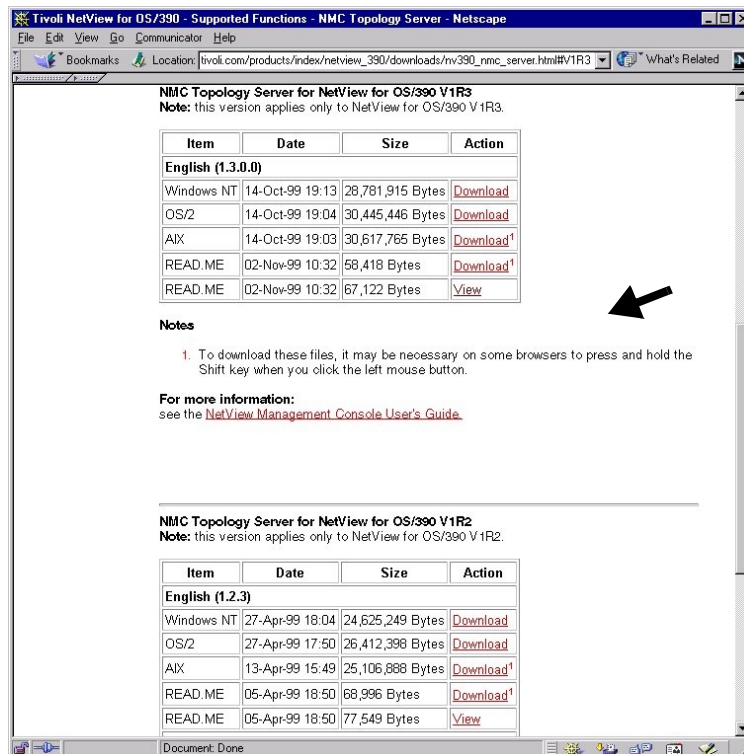 Tivoli NetView for OS/390 - Supported Functions - NMC Topology Server - Netscape
File Edit View Go Communicator Help
Bookmarks Location: tivoli.com/products/index/netview_390/downloads/nv390_nmc_server.html#V1R3 What's Related
NMC Topology Server for NetView for OS/390 V1R3
Note: this version applies only to NetView for OS/390 V1R3.
Item Date Size Action
English (1.3.0.0)
Windows NT 14-Oct-99 19:13 28,781,915 Bytes Download
OS/2 14-Oct-99 19:04 30,445,446 Bytes Download
AIX 14-Oct-99 19:03 30,617,765 Bytes Download1
READ.ME 02-Nov-99 10:32 58,418 Bytes Download1
READ.ME 02-Nov-99 10:32 67,122 Bytes View
Notes
1. To download these files, it may be necessary on some browsers to press and hold the
Shift key when you click the left mouse button.
For more information:
see the NetView Management Console User's Guide.
NMC Topology Server for NetView for OS/390 V1R2
Note: this version applies only to NetView for OS/390 V1R2.
Item Date Size Action
English (1.2.3)
Windows NT 27-Apr-99 18:04 24,625,249 Bytes Download
OS/2 27-Apr-99 17:50 26,412,398 Bytes Download
AIX 13-Apr-99 15:49 25,106,888 Bytes Download1
READ.ME 05-Apr-99 18:50 68,996 Bytes Download1
READ.ME 05-Apr-99 18:50 77,549 Bytes View
Document: Done